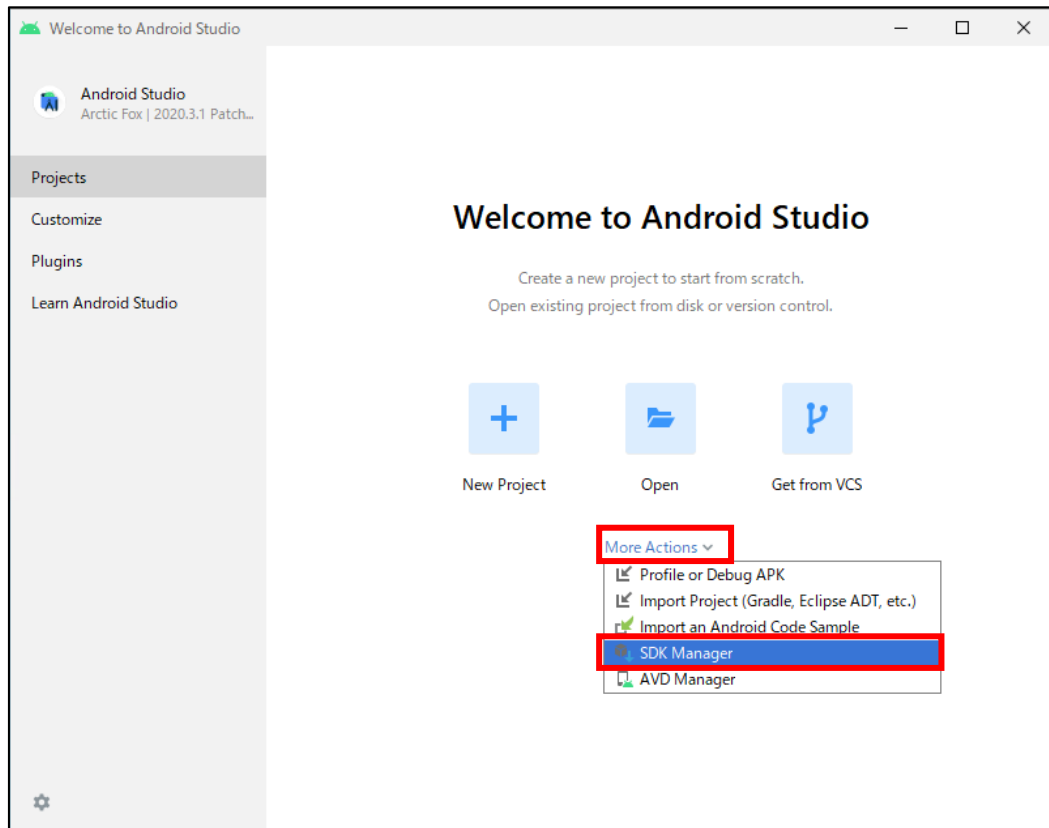 Welcome to Android Studio
Android Studio
Arctic Fox | 2020.3.1 Patch...
Projects
Customize
Plugins
Learn Android Studio
Welcome to Android Studio
Create a new project to start from scratch.
Open existing project from disk or version control.
New Project
Open
Get from VCS
More Actions
Profile or Debug APK
Import Project (Gradle, Eclipse ADT, etc.)
Import an Android Code Sample
SDK Manager
AVD Manager